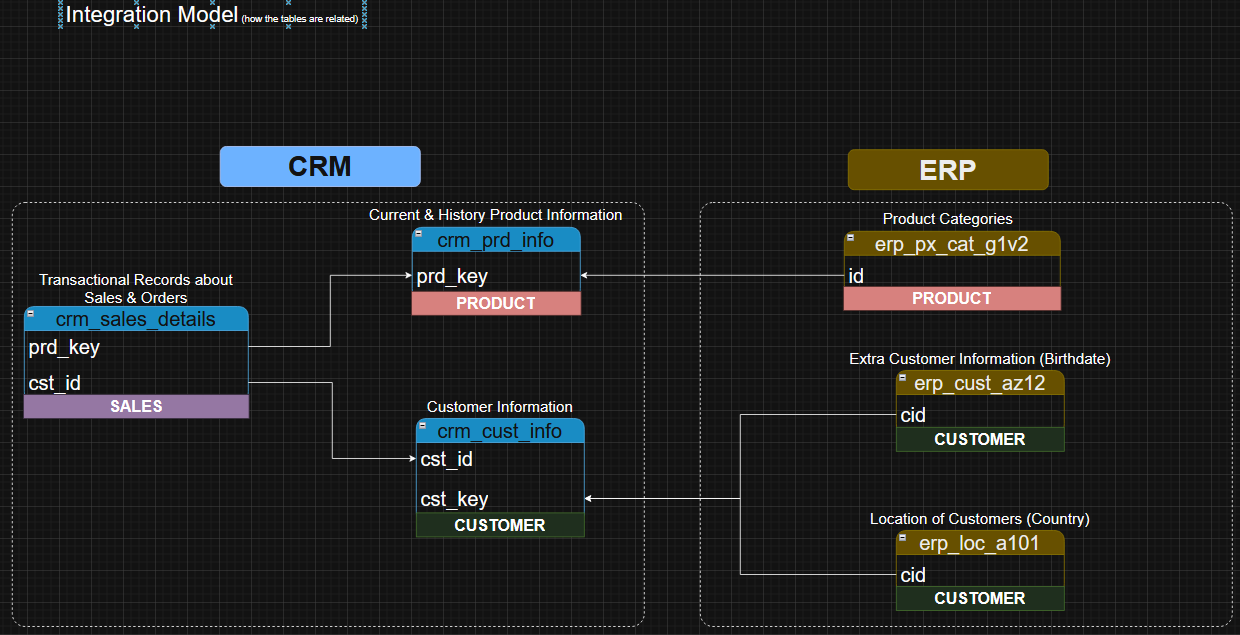 Integration Model (how the tables are related)
CRM
ERP
Current & History Product Information
crm_prd_info
prd_key
PRODUCT
Transactional Records about
Sales & Orders
crm_sales_details
prd_key
cst_id
SALES
Customer Information
crm_cust_info
cst_id
cst_key
CUSTOMER
Product Categories
erp_px_cat_g1v2
id
PRODUCT
Extra Customer Information (Birthdate)
erp_cust_az12
cid
CUSTOMER
Location of Customers (Country)
erp_loc_a101
cid
CUSTOMER